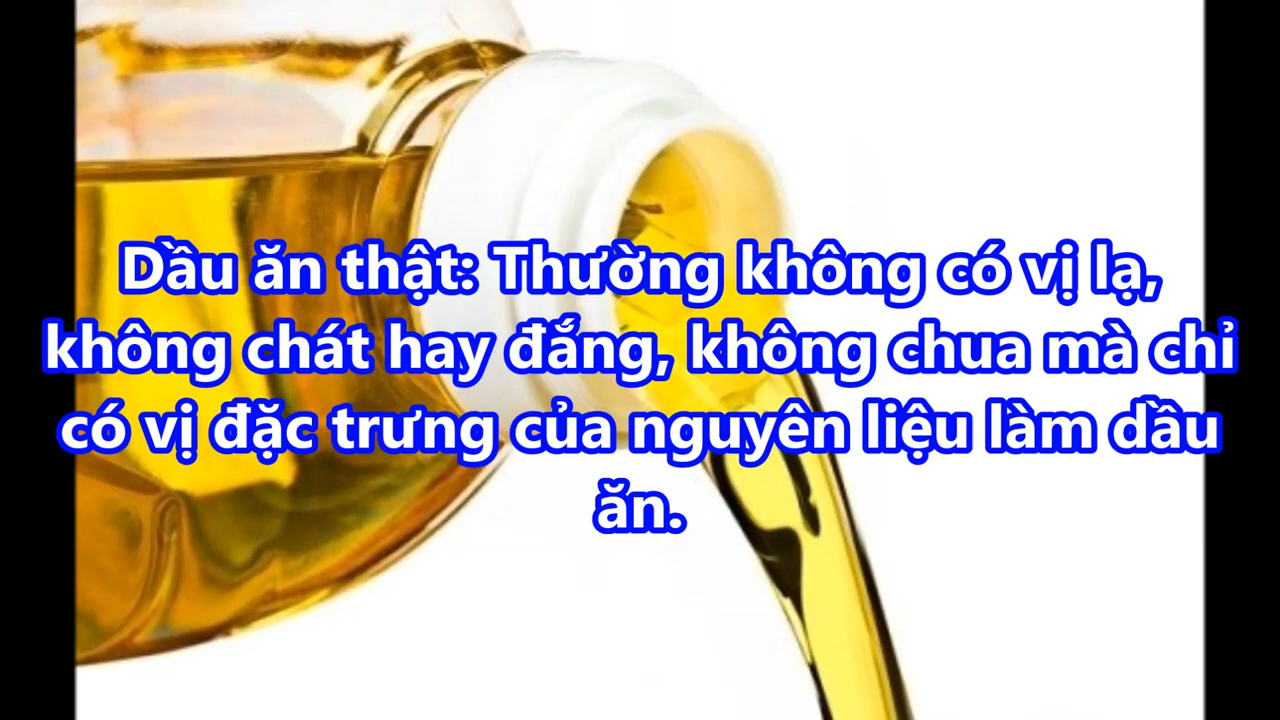 Dầu ăn thật: Thường không có vị lạ,
không chát hay đắng, không chua mà chỉ
có vị đặc trưng của nguyên liệu làm dầu
ăn.